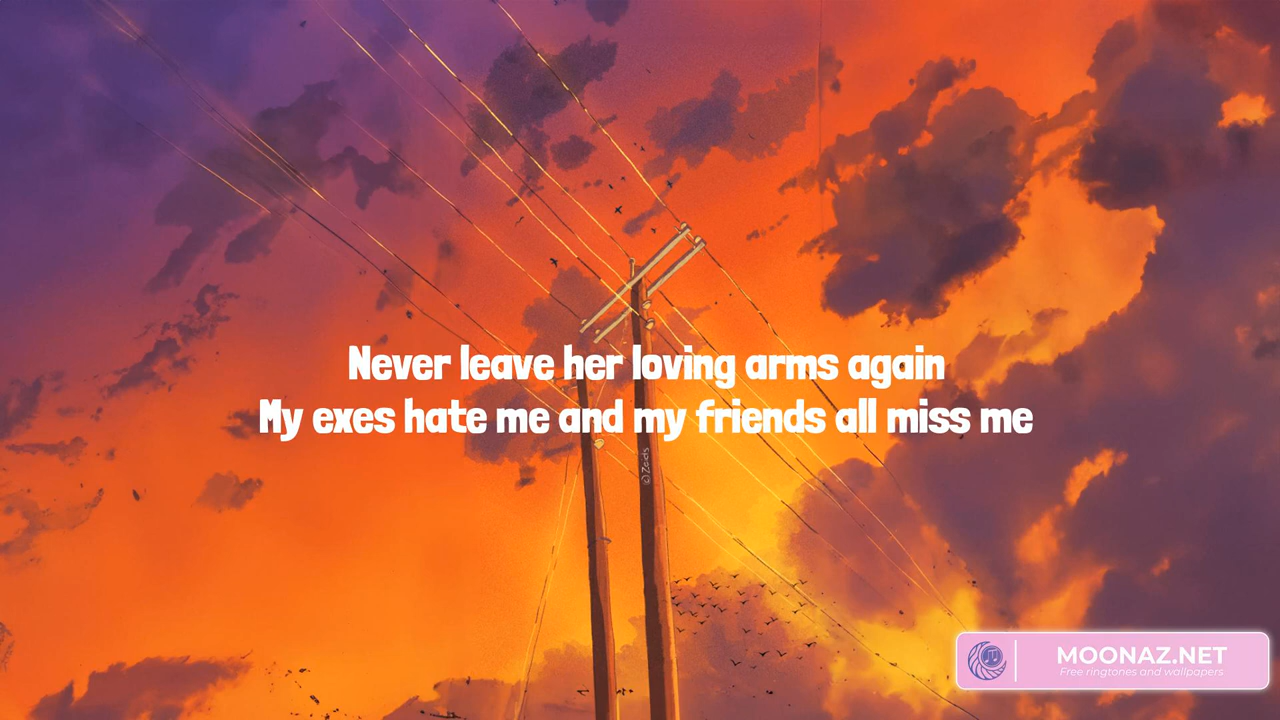 Never leave her loving arms again
My exes hate me and my friends all miss me
© Zaids
MOONAZ.NET
Free ringtones and wallpapers